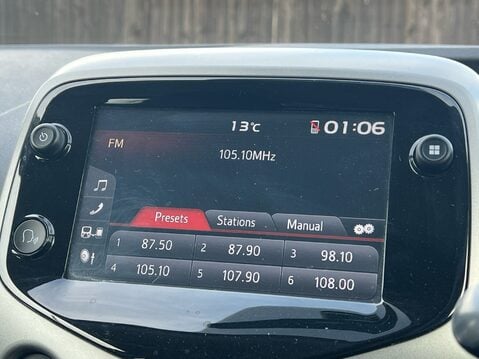 13°C 01:06
FM
105.10MHz
Presets Stations Manual
1 87.50 2 87.90 3 98.10
4 105.10 5 107.90 6 108.00